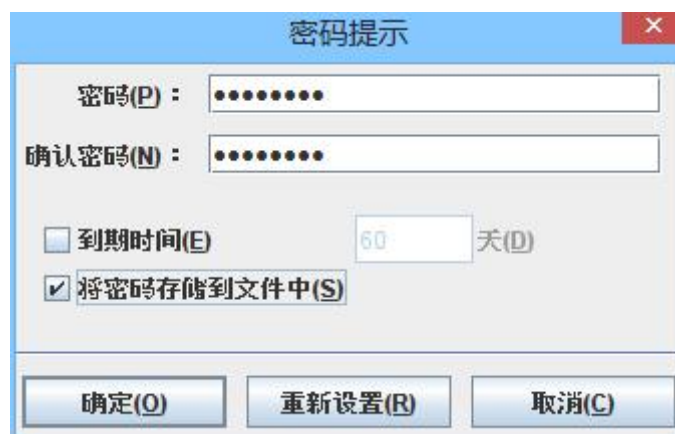 密码提示
密码(P)：
••••••••
确认密码(N)：
••••••••
到期时间(E) 60 天(D)
将密码存储到文件中(S)
确定(O) 重新设置(R) 取消(C)